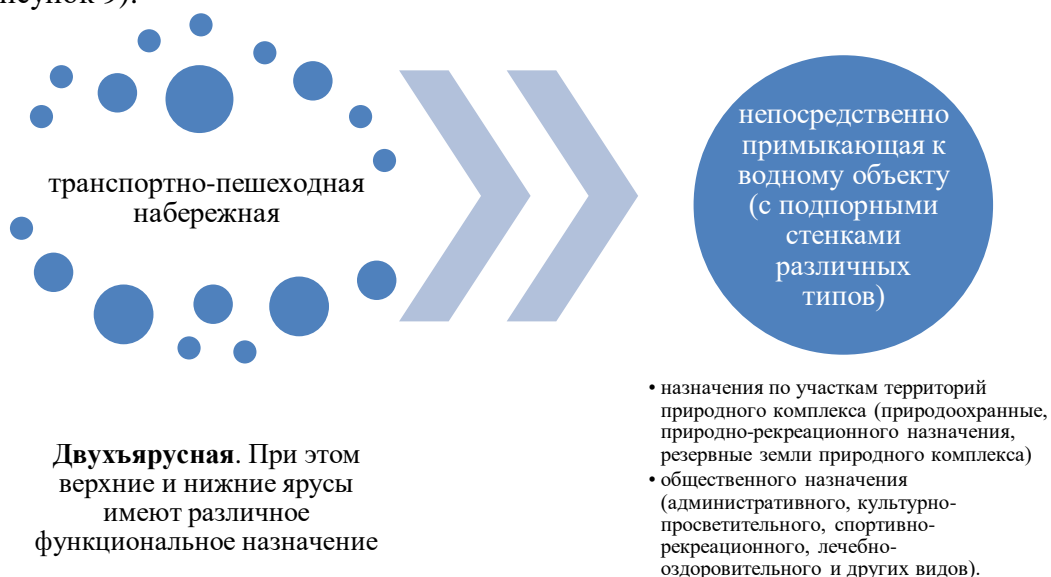 исунок 9).
транспортно-пешеходная
набережная
непосредственно
примыкающая к
водному объекту
(с подпорными
стенками
различных
типов)
Двухъярусная. При этом
верхние и нижние ярусы
имеют различное
функциональное назначение
• назначения по участкам территорий
природного комплекса (природоохранные,
природно-рекреационного назначения,
резервные земли природного комплекса)
• общественного назначения
(административного, культурно-
просветительного, спортивно-
рекреационного, лечебно-
оздоровительного и других видов).